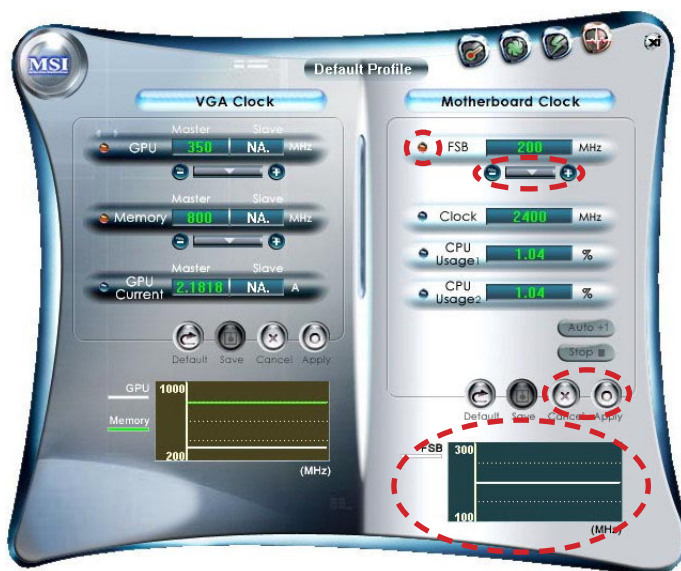 MSI
Default Profile
xi
VGA Clock
Master Slave
GPU 350 NA. MHz
Master Slave
Memory 800 NA. MHz
Master Slave
GPU Current 2.1818 NA. A
Default Save Cancel Apply
GPU
Memory
1000
200
(MHz)
Motherboard Clock
FSB 200 MHz
Clock 2400 MHz
CPU Usage1 1.04 %
CPU Usage2 1.04 %
Auto +1
Stop
Default Save Cancel Apply
FSB
300
100
(MHz)